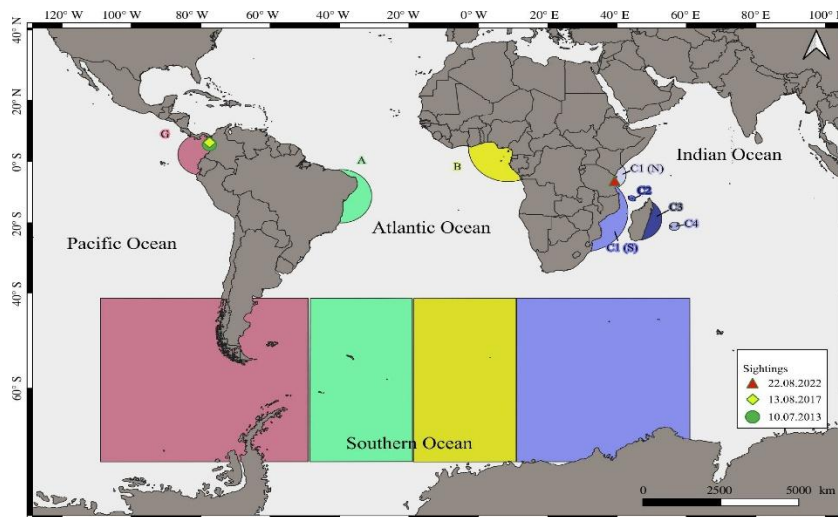 120° W 100° W 80° W 60° W 40° W 20° W 0° E 20° E 40° E 60° E 80° E 100° E
40° N
20° N
0° S
20° S
40° S
60° S
G
A
B
C1 (N)
C2
C3
C4
C1 (S)
Indian Ocean
Pacific Ocean
Atlantic Ocean
Southern Ocean
Sightings
22.08.2022
13.08.2017
10.07.2013
0 2500 5000 km